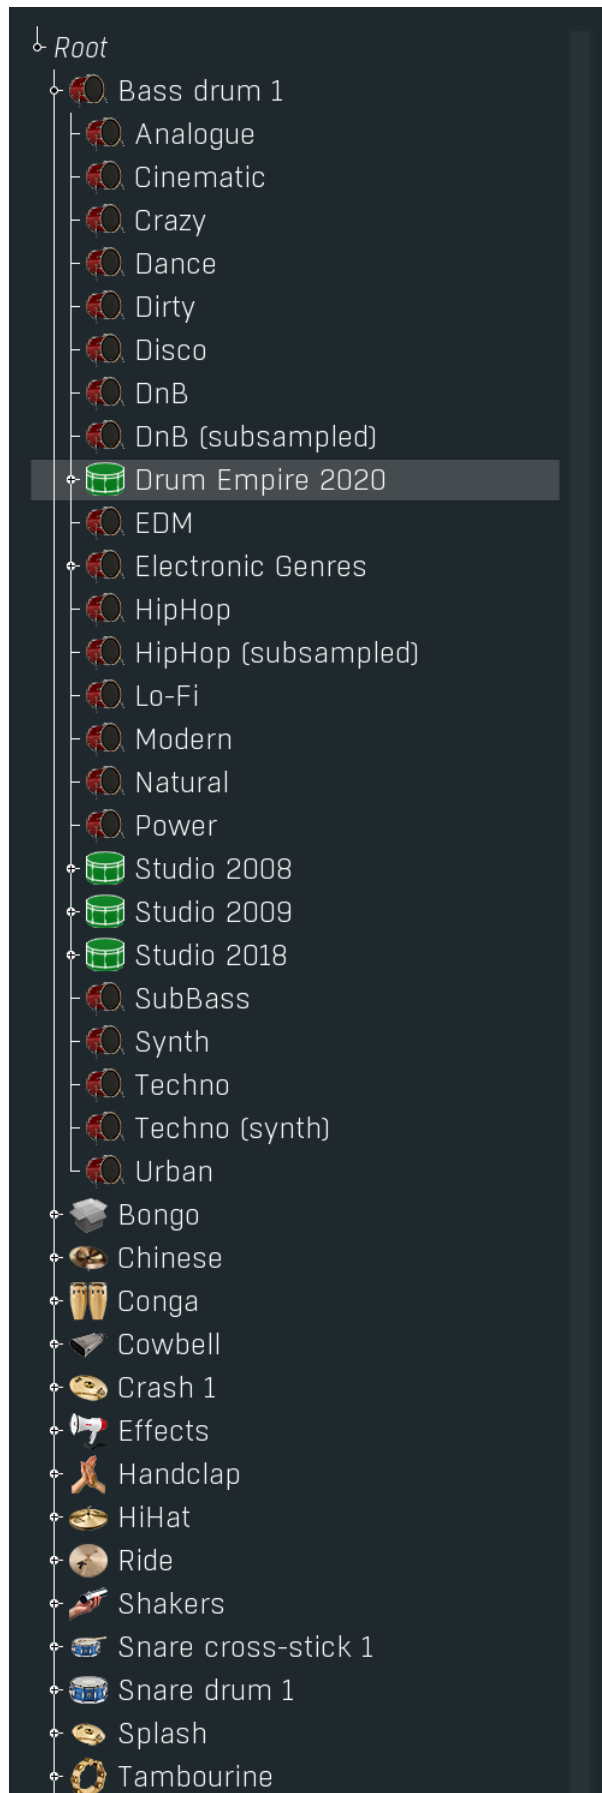 Root
Bass drum 1
Analogue
Cinematic
Crazy
Dance
Dirty
Disco
DnB
DnB (subsampled)
Drum Empire 2020
EDM
Electronic Genres
HipHop
HipHop (subsampled)
Lo-Fi
Modern
Natural
Power
Studio 2008
Studio 2009
Studio 2018
SubBass
Synth
Techno
Techno (synth)
Urban
Bongo
Chinese
Conga
Cowbell
Crash 1
Effects
Handclap
HiHat
Ride
Shakers
Snare cross-stick 1
Snare drum 1
Splash
Tambourine